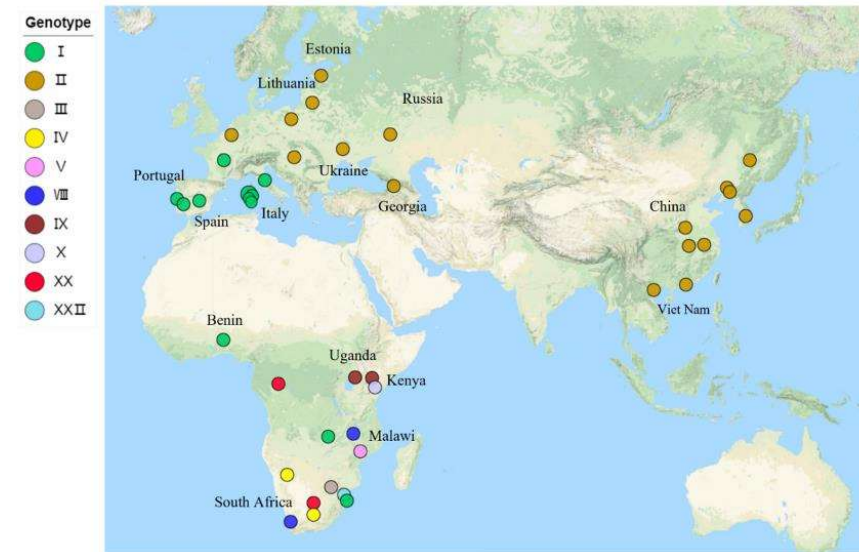 Genotype
I
II
III
IV
V
VIII
IX
X
XX
XXII
Estonia
Lithuania
Russia
Portugal
Ukraine
Georgia
China
Spain
Italy
Viet Nam
Benin
Uganda
Kenya
Malawi
South Africa